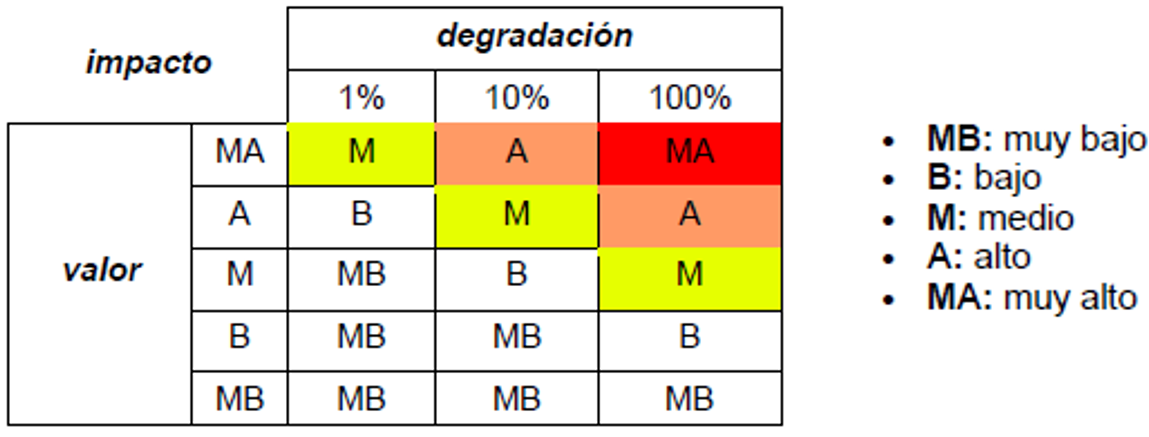 impacto
degradación
1% 10% 100%
valor
MA M A MA
A B M A
M MB B M
B MB MB B
MB MB MB MB
• MB: muy bajo
• B: bajo
• M: medio
• A: alto
• MA: muy alto